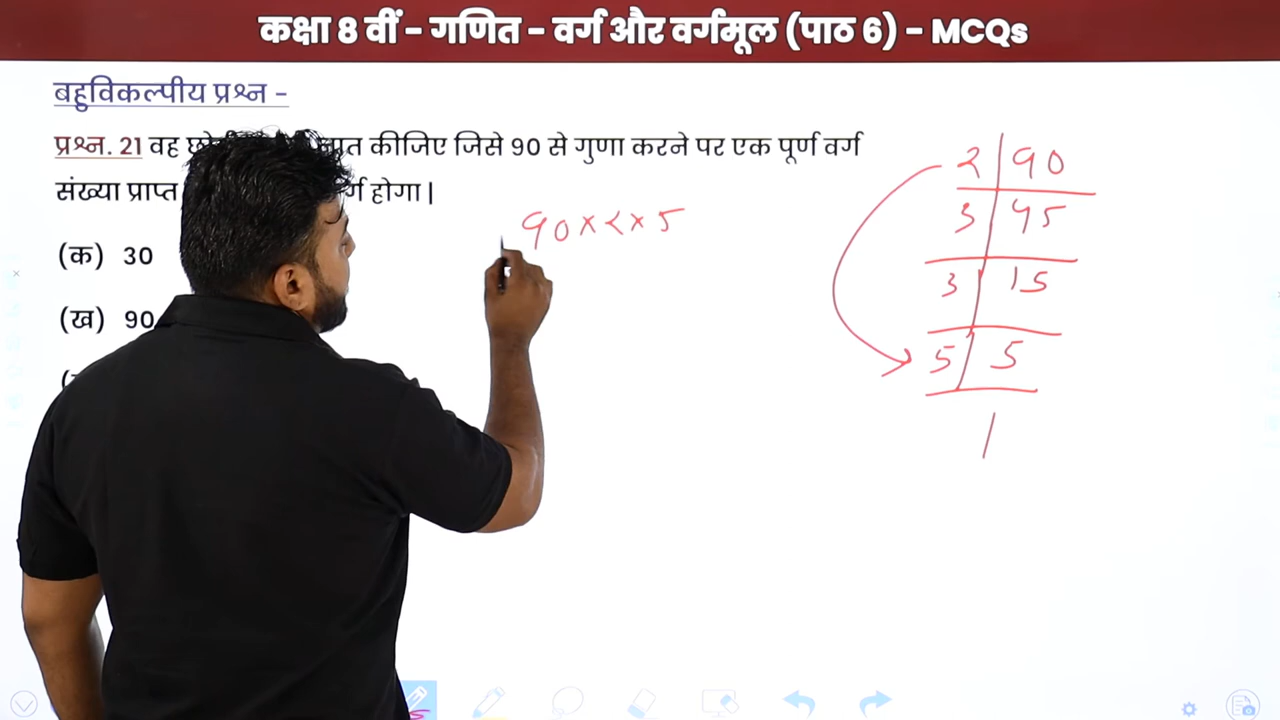 कक्षा 8 वीं - गणित - वर्ग और वर्गमूल (पाठ 6) - MCQs
बहुविकल्पीय प्रश्न -
प्रश्न. 21 वह कीजिए जिसे 90 से गुणा करने पर एक पूर्ण वर्ग
संख्या प्राप्त होगा |
(क) 30
(ख) 90
90 × 2 × 5
2 90
3 45
3 15
5 5
1